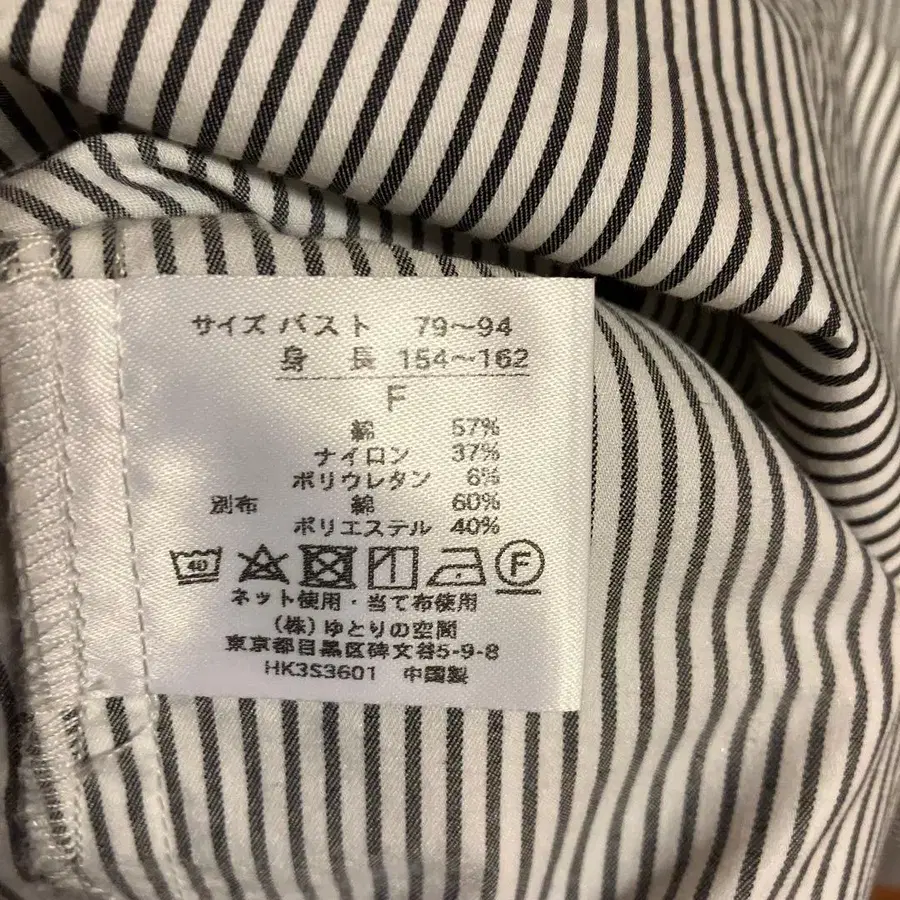 サイズ バスト 79～94
身 長 154～162
F
綿 57%
ナイロン 37%
ポリウレタン 6%
別布 綿 60%
ポリエステル 40%
40 F
ネット使用・当て布使用
(株)ゆとりの空間
東京都目黒区碑文谷5-9-8
HK3S3601 中国製